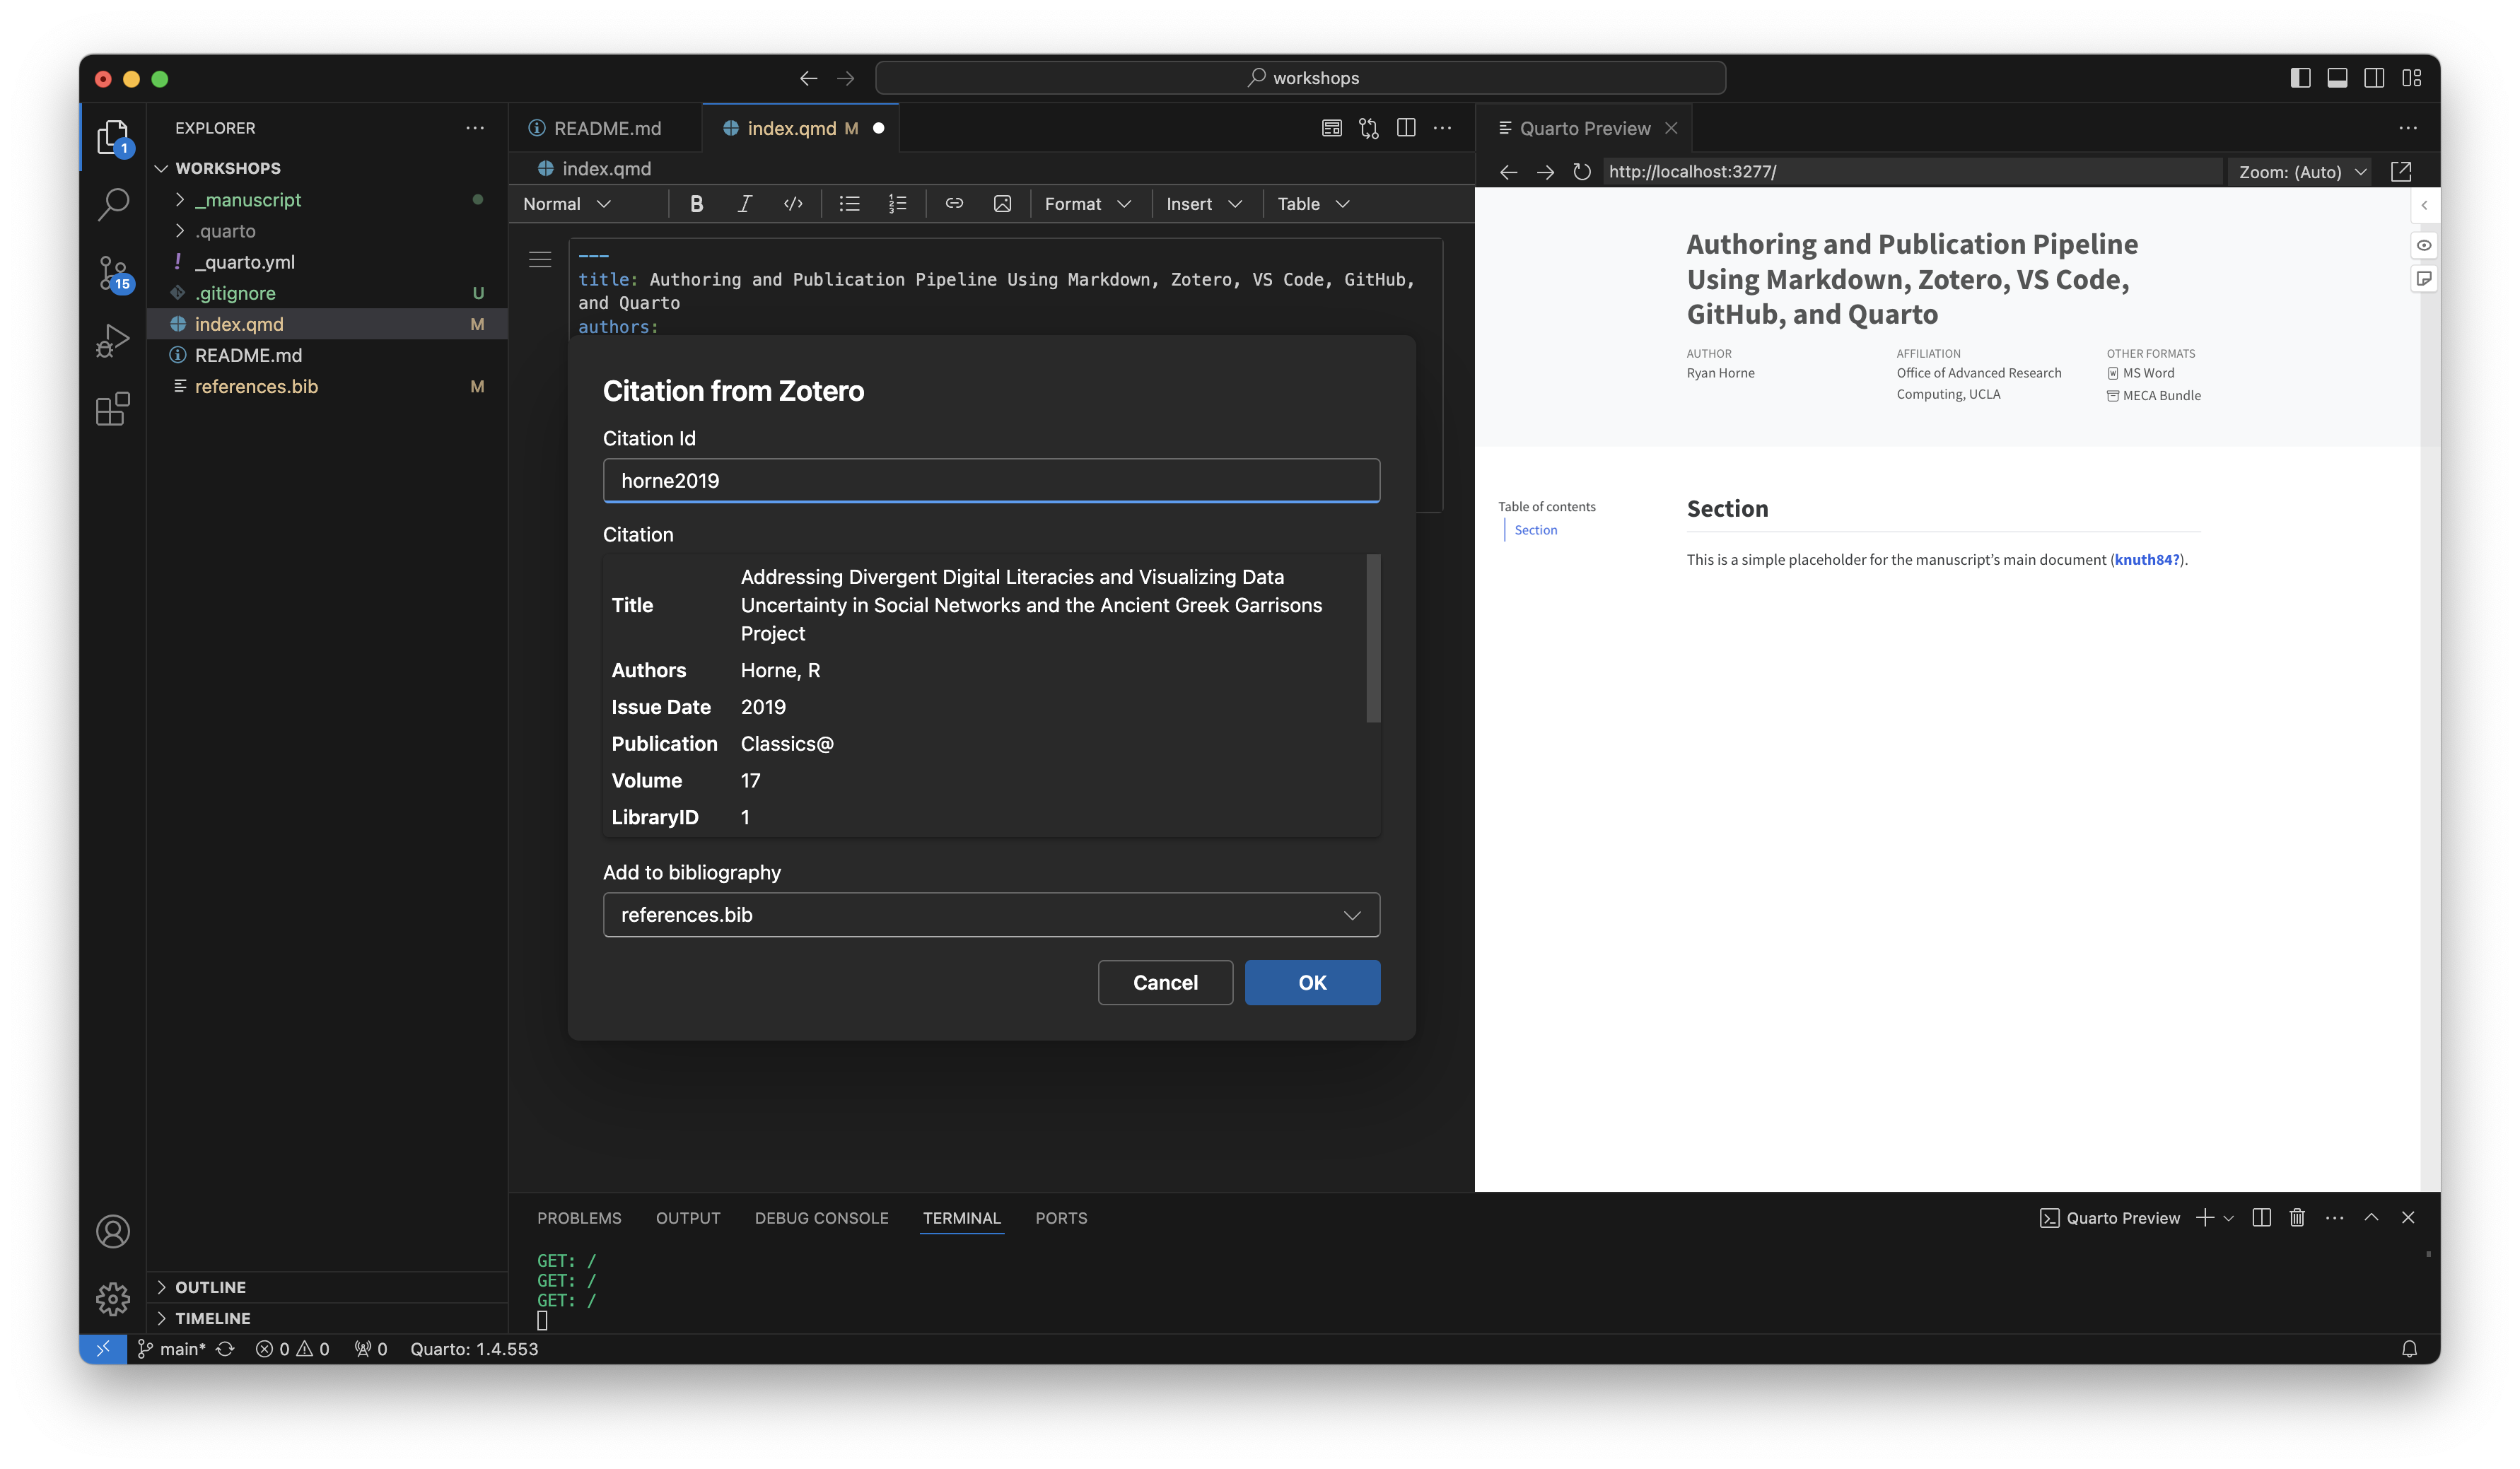 workshops
EXPLORER
README.md
index.qmd M
Quarto Preview
1
WORKSHOPS
index.qmd
http://localhost:3277/
Zoom: (Auto)
_manuscript
Normal
B
Format
Insert
Table
.quarto
_quarto.yml
15
.gitignore U
index.qmd M
README.md
references.bib M
---
title: Authoring and Publication Pipeline Using Markdown, Zotero, VS Code, GitHub,
and Quarto
authors:
Citation from Zotero
Citation Id
horne2019
Citation
Title Addressing Divergent Digital Literacies and Visualizing Data
Uncertainty in Social Networks and the Ancient Greek Garrisons
Project
Authors Horne, R
Issue Date 2019
Publication Classics@
Volume 17
LibraryID 1
Add to bibliography
references.bib
Cancel OK
Authoring and Publication Pipeline
Using Markdown, Zotero, VS Code,
GitHub, and Quarto
AUTHOR
Ryan Horne
AFFILIATION
Office of Advanced Research
Computing, UCLA
OTHER FORMATS
MS Word
MECA Bundle
Table of contents
Section
Section
This is a simple placeholder for the manuscript's main document (knuth84?).
PROBLEMS OUTPUT DEBUG CONSOLE TERMINAL PORTS
Quarto Preview
GET: /
GET: /
GET: /
OUTLINE
TIMELINE
main* 0 0 0 Quarto: 1.4.553